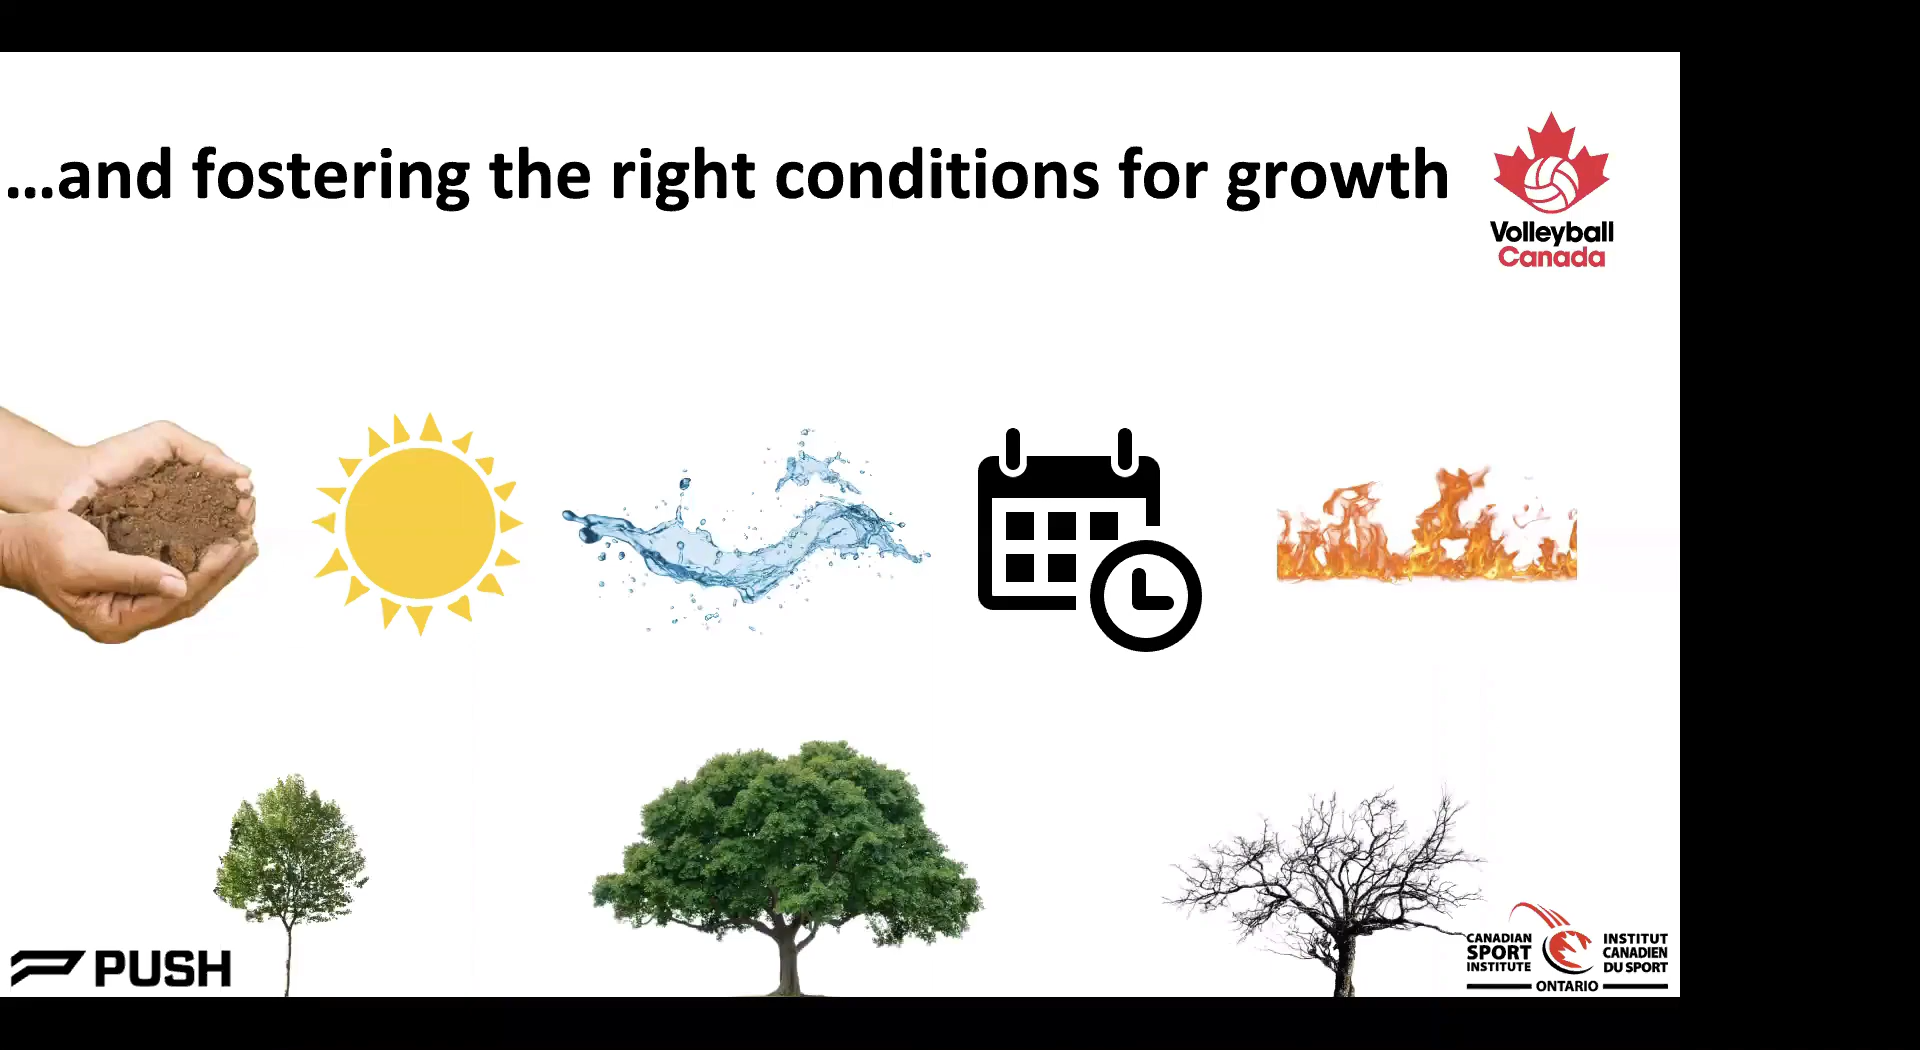 ...and fostering the right conditions for growth
Volleyball
Canada
PUSH
CANADIAN
SPORT
INSTITUTE
INSTITUT
CANADIEN
DU SPORT
ONTARIO